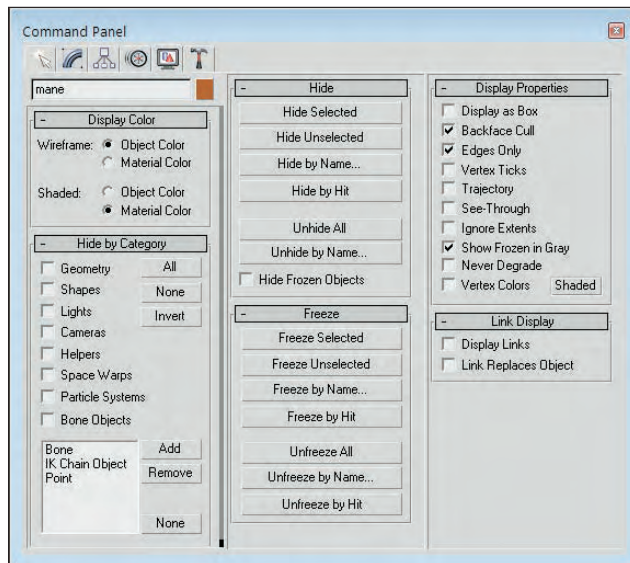 Command Panel
mane
Display Color
Wireframe: Object Color
Material Color
Shaded: Object Color
Material Color
Hide by Category
Geometry
All
Shapes
None
Lights
Invert
Cameras
Helpers
Space Warps
Particle Systems
Bone Objects
Bone
IK Chain Object
Point
Add
Remove
None
Hide
Hide Selected
Hide Unselected
Hide by Name...
Hide by Hit
Unhide All
Unhide by Name...
Hide Frozen Objects
Freeze
Freeze Selected
Freeze Unselected
Freeze by Name...
Freeze by Hit
Unfreeze All
Unfreeze by Name...
Unfreeze by Hit
Display Properties
Display as Box
Backface Cull
Edges Only
Vertex Ticks
Trajectory
See-Through
Ignore Extents
Show Frozen in Gray
Never Degrade
Vertex Colors
Shaded
Link Display
Display Links
Link Replaces Object